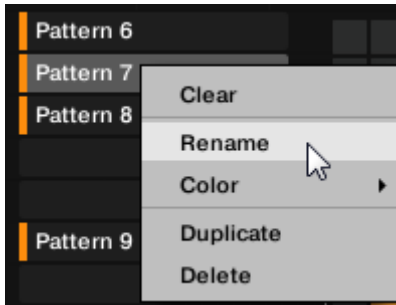 Pattern 6
Pattern 7
Pattern 8
Pattern 9
Clear
Rename
Color
Duplicate
Delete